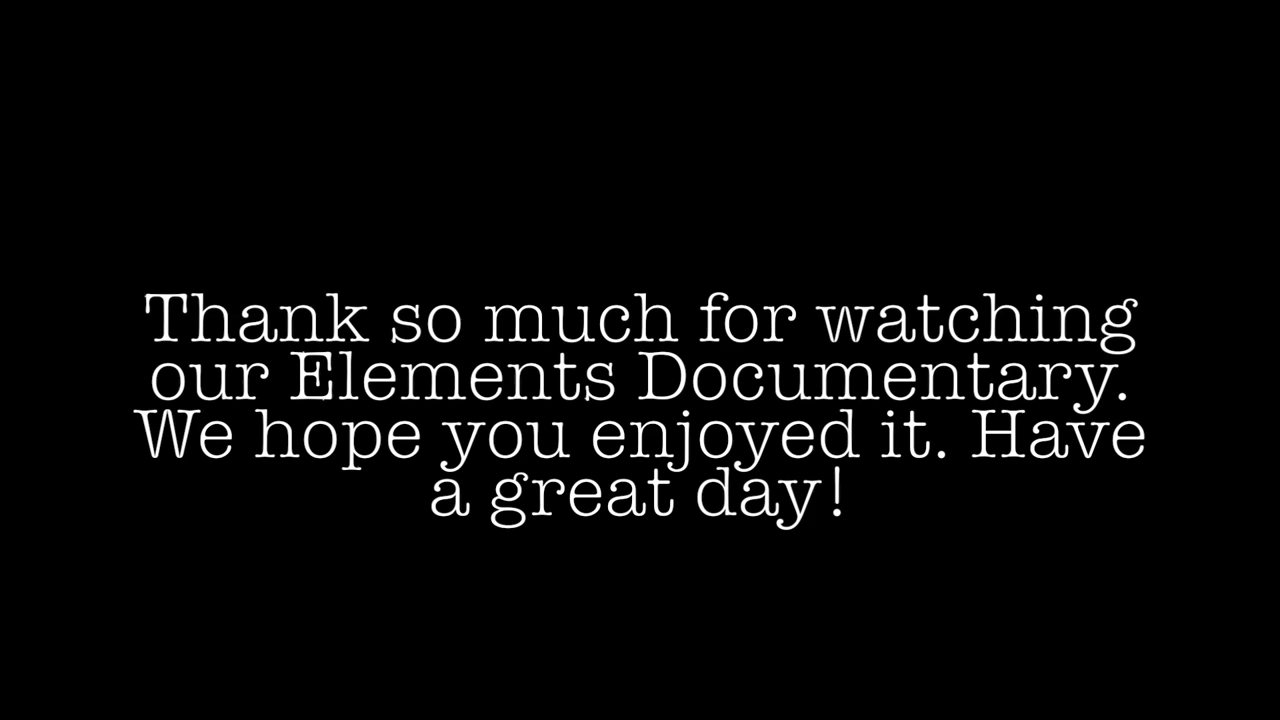 Thank so much for watching
our Elements Documentary.
We hope you enjoyed it. Have
a great day!